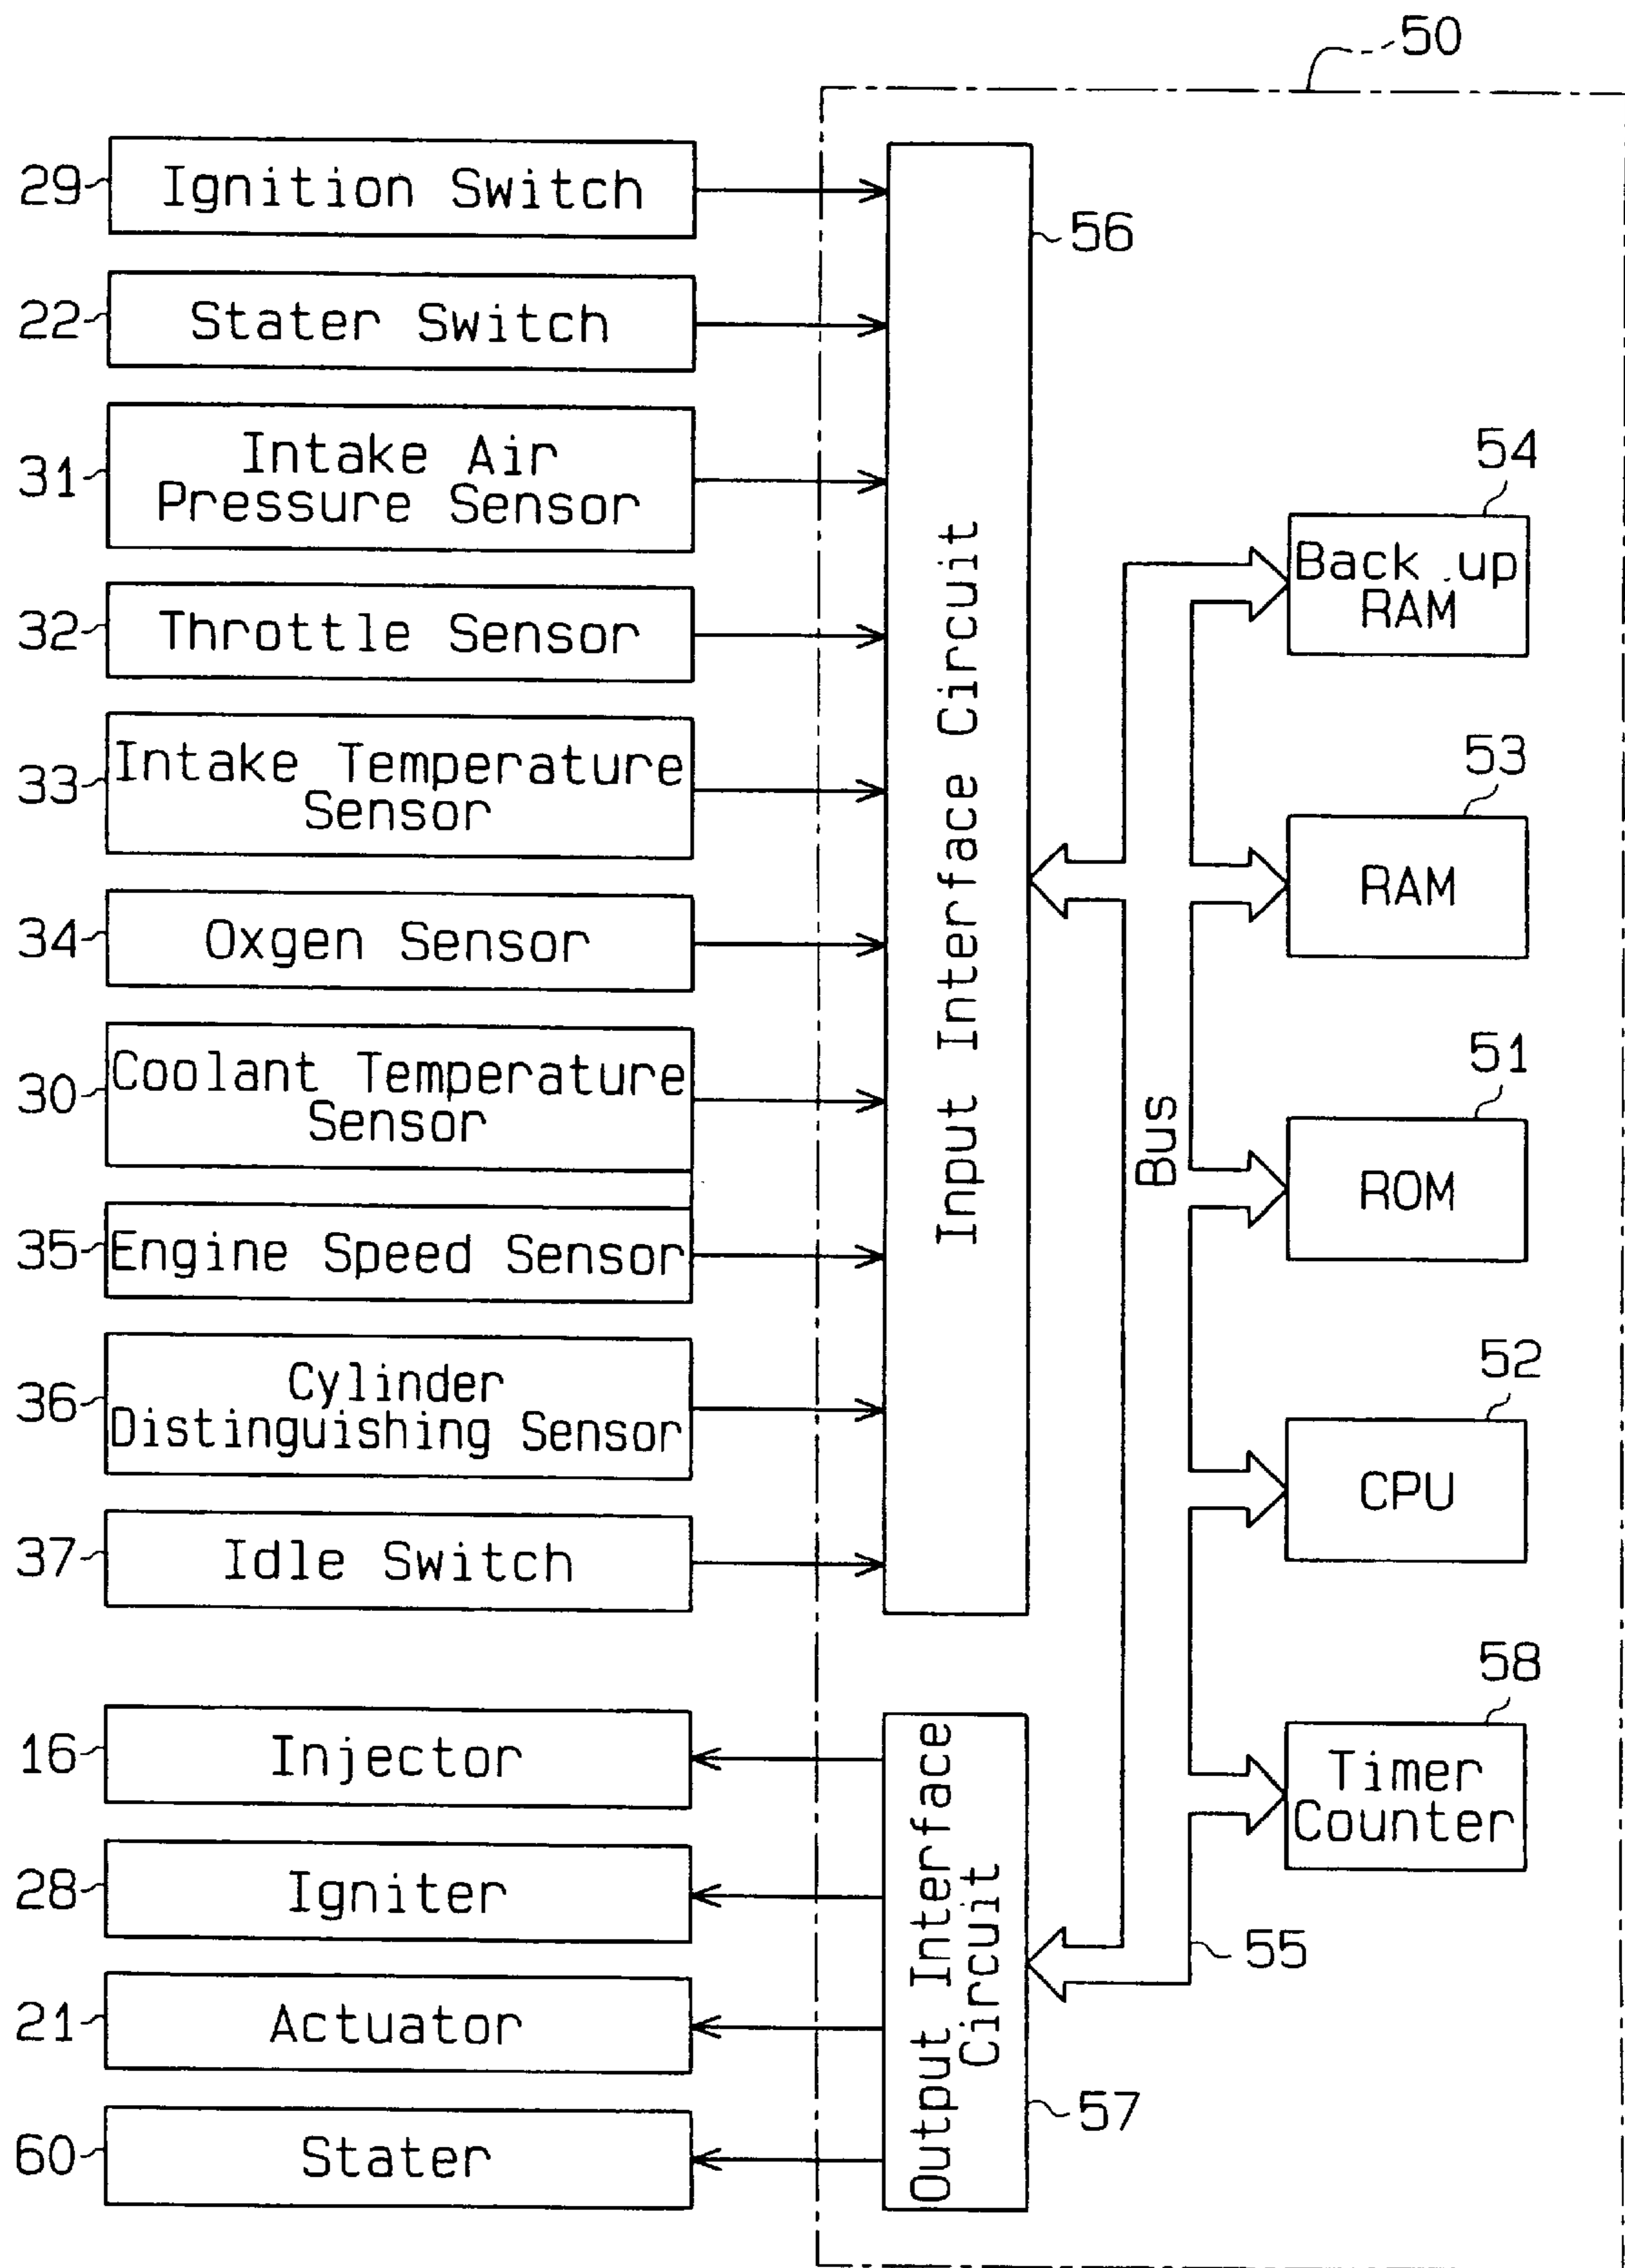 50
29
Ignition Switch
22
Stater Switch
31
Intake Air
Pressure Sensor
32
Throttle Sensor
33
Intake Temperature
Sensor
34
Oxgen Sensor
30
Coolant Temperature
Sensor
35
Engine Speed Sensor
36
Cylinder
Distinguishing Sensor
37
Idle Switch
16
Injector
28
Igniter
21
Actuator
60
Stater
56
Input Interface Circuit
57
Output Interface
Circuit
Bus
55
54
Back up
RAM
53
RAM
51
ROM
52
CPU
58
Timer
Counter